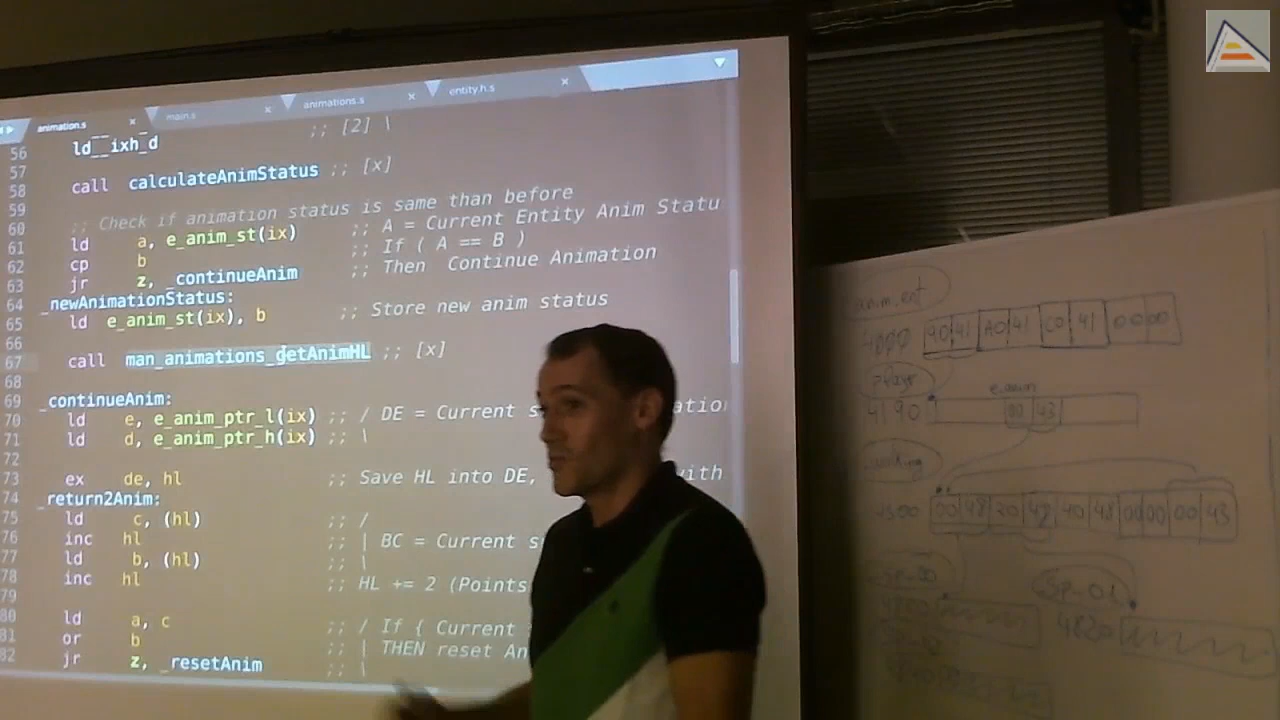 animation.s × main.s × animations.s × entity.h.s ×
;; [2] \
56 ld__ixh_d
57
58 call calculateAnimStatus ;; [x]
59
60 ;; Check if animation status is same than before
61 ld a, e_anim_st(ix) ;; A = Current Entity Anim Statu
62 cp b ;; If ( A == B )
63 jr z, _continueAnim ;; Then Continue Animation
64 _newAnimationStatus:
65 ld e_anim_st(ix), b ;; Store new anim status
66
67 call man_animations_getAnimHL ;; [x]
68
69 _continueAnim:
70 ld e, e_anim_ptr_l(ix) ;; / DE = Current
71 ld d, e_anim_ptr_h(ix) ;; \
72
73 ex de, hl ;; Save HL into DE, with
74 _return2Anim:
75 ld c, (hl) ;; /
76 inc hl ;; | BC = Current
77 ld b, (hl) ;; \
78 inc hl ;; HL += 2 (Points
79
80 ld a, c ;; / If ( Current
81 or b ;; | THEN reset
82 jr z, _resetAnim ;; \
anim_ent
90 41 A0 41 C0 41 00 00
4190
00 43
00 48 20 48 40 48 00 00 00 43
4820